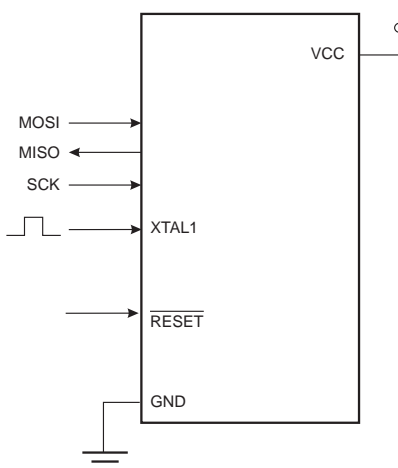 VCC
MOSI
MISO
SCK
XTAL1
RESET
GND